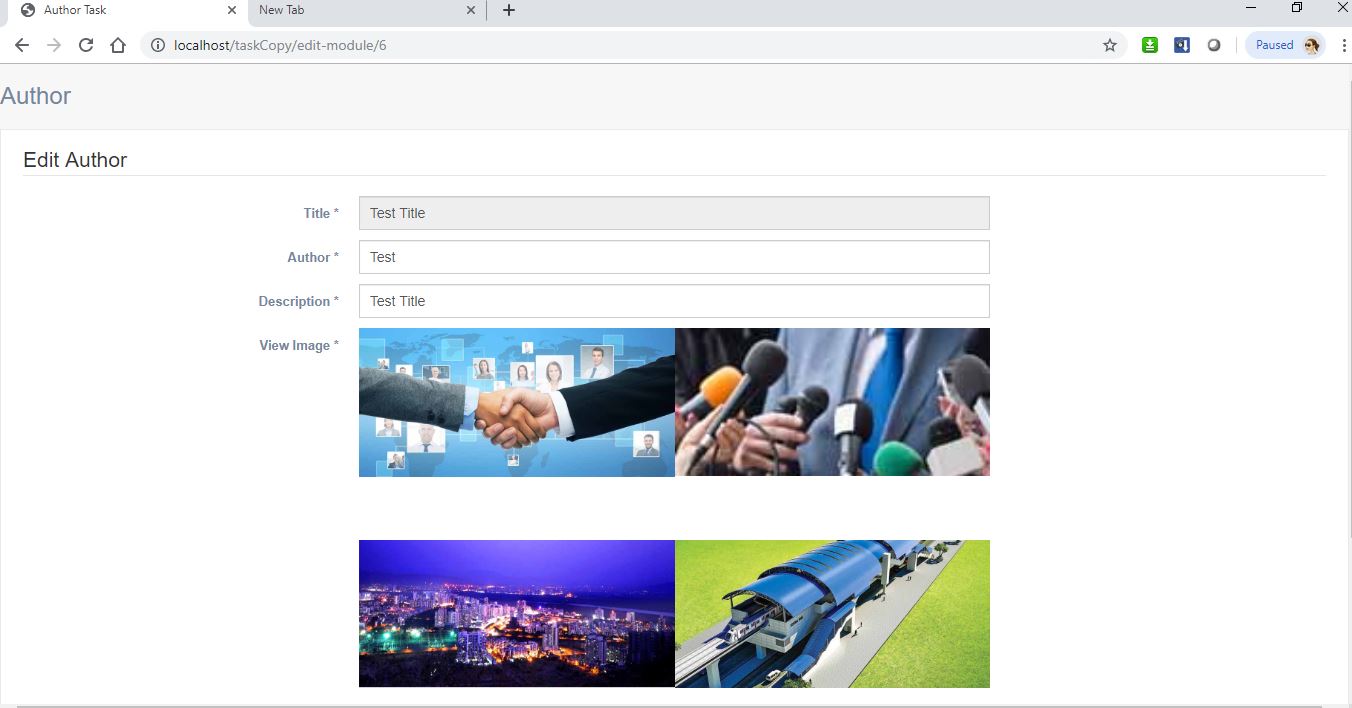 Author Task
New Tab
localhost/taskCopy/edit-module/6
Paused
Author
Edit Author
Title *
Test Title
Author *
Test
Description *
Test Title
View Image *